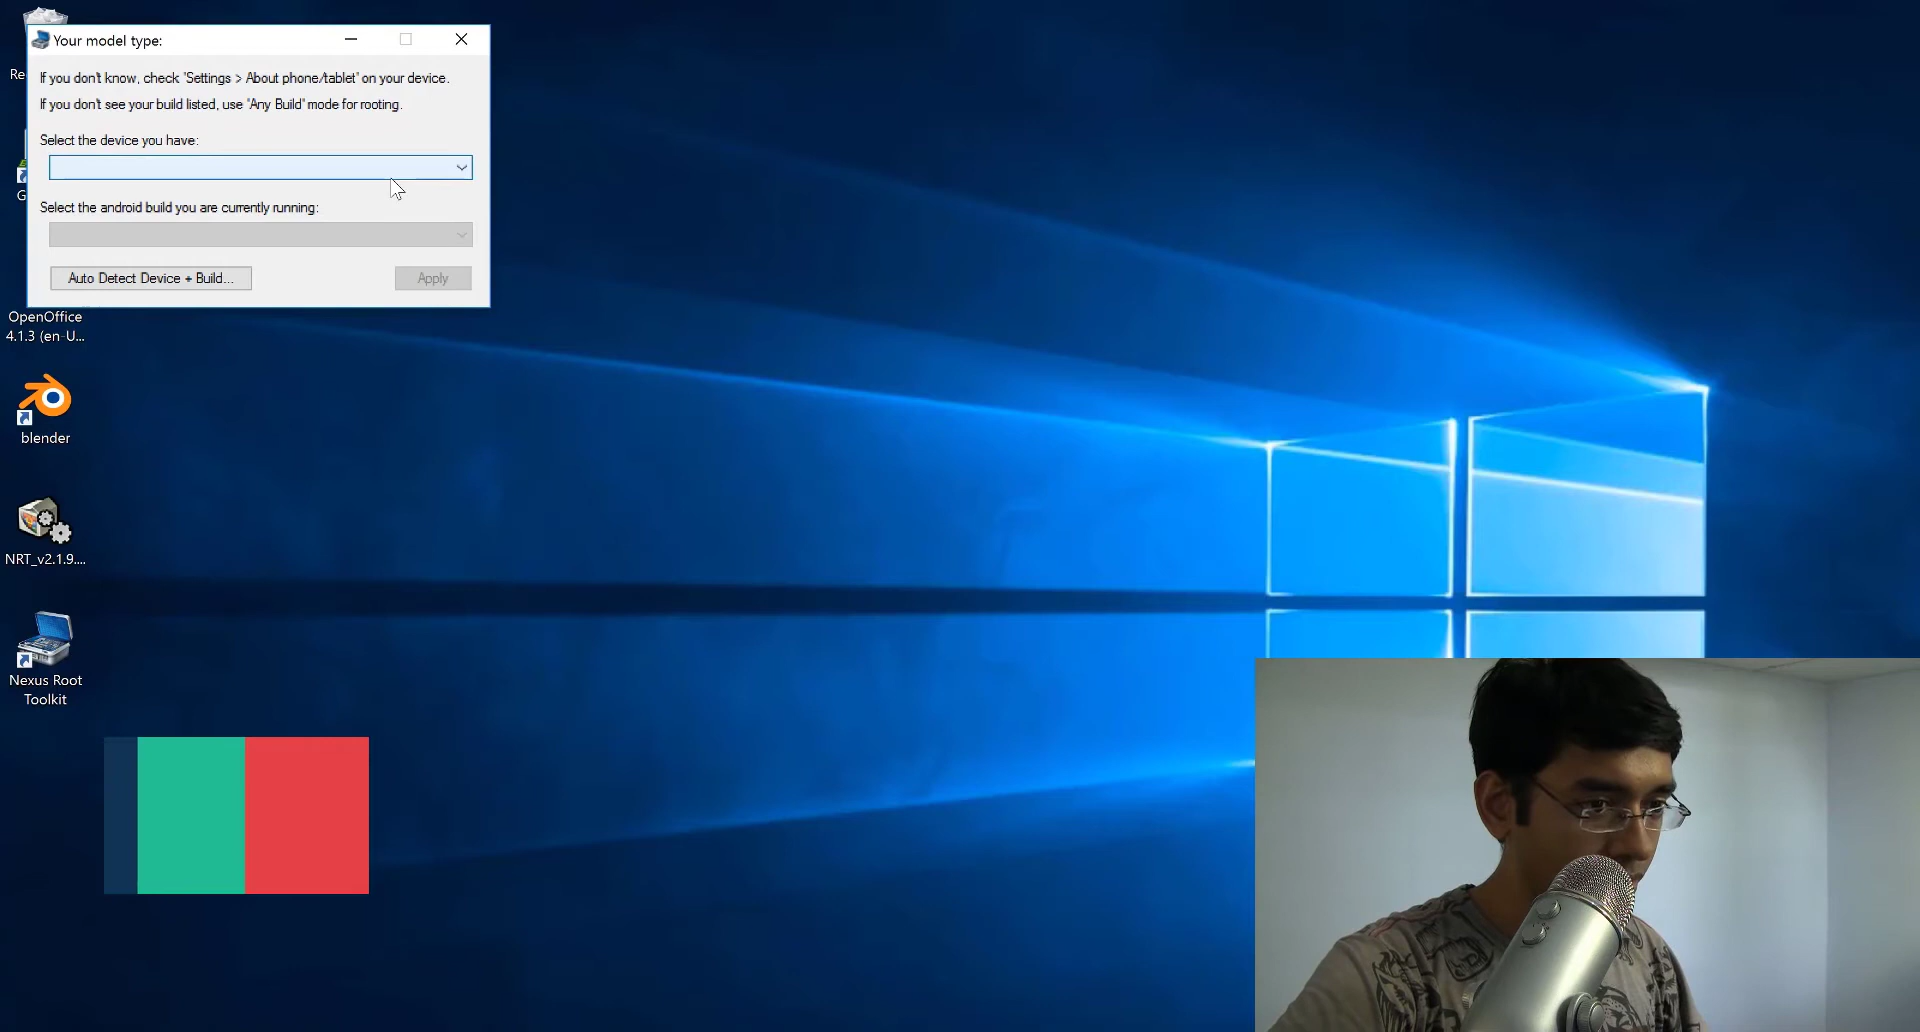 Your model type:
If you don't know, check "Settings > About phone/tablet" on your device.
If you don't see your build listed, use "Any Build" mode for rooting.
Select the device you have:
Select the android build you are currently running:
Auto Detect Device + Build...
Apply
Re
G
OpenOffice
4.1.3 (en-U...
blender
NRT_v2.1.9....
Nexus Root
Toolkit